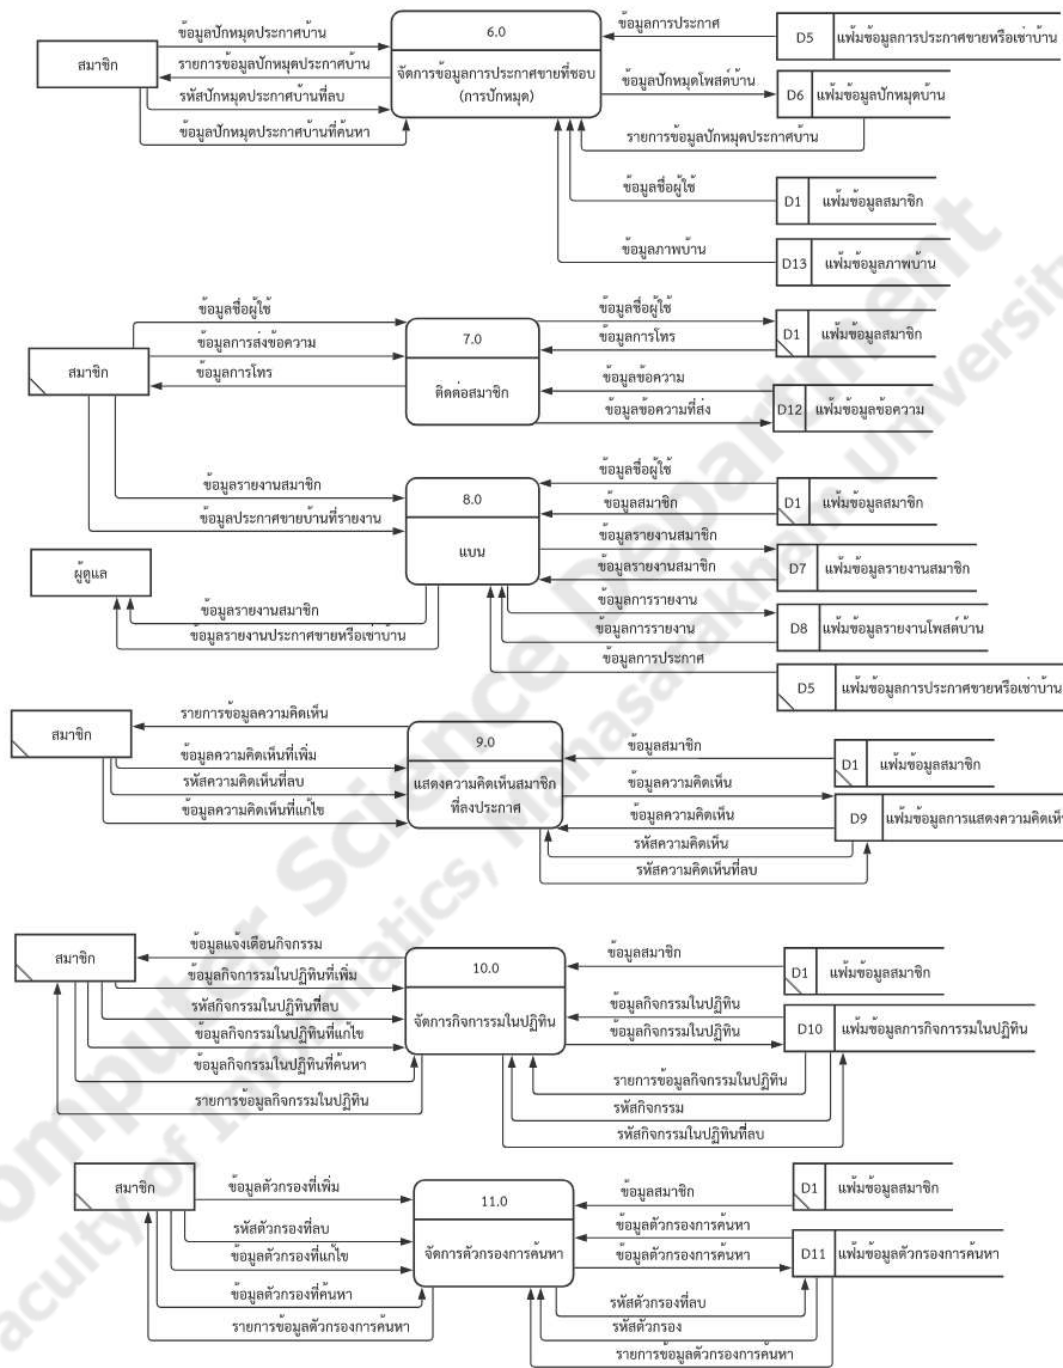 ข้อมูลปักหมุดประกาศบ้าน
สมาชิก
รายการข้อมูลปักหมุดประกาศบ้าน
รหัสปักหมุดประกาศบ้านที่ลบ
ข้อมูลปักหมุดประกาศบ้านที่ค้นหา
6.0
จัดการข้อมูลการประกาศขายที่ชอบ
(การปักหมุด)
ข้อมูลการประกาศ
D5 แฟ้มข้อมูลการประกาศขายหรือเช่าบ้าน
ข้อมูลปักหมุดโพสต์บ้าน
D6 แฟ้มข้อมูลปักหมุดบ้าน
รายการข้อมูลปักหมุดประกาศบ้าน
ข้อมูลชื่อผู้ใช้
D1 แฟ้มข้อมูลสมาชิก
ข้อมูลภาพบ้าน
D13 แฟ้มข้อมูลภาพบ้าน
ข้อมูลชื่อผู้ใช้
ข้อมูลการส่งข้อความ
สมาชิก
ข้อมูลการโทร
7.0
ติดต่อสมาชิก
ข้อมูลชื่อผู้ใช้
ข้อมูลการโทร
D1 แฟ้มข้อมูลสมาชิก
ข้อมูลข้อความ
ข้อมูลข้อความที่ส่ง
D12 แฟ้มข้อมูลข้อความ
ข้อมูลรายงานสมาชิก
ข้อมูลประกาศขายบ้านที่รายงาน
8.0
แบน
ผู้ดูแล
ข้อมูลรายงานสมาชิก
ข้อมูลรายงานประกาศขายหรือเช่าบ้าน
ข้อมูลชื่อผู้ใช้
ข้อมูลสมาชิก
D1 แฟ้มข้อมูลสมาชิก
ข้อมูลรายงานสมาชิก
ข้อมูลรายงานสมาชิก
D7 แฟ้มข้อมูลรายงานสมาชิก
ข้อมูลการรายงาน
ข้อมูลการรายงาน
D8 แฟ้มข้อมูลรายงานโพสต์บ้าน
ข้อมูลการประกาศ
D5 แฟ้มข้อมูลการประกาศขายหรือเช่าบ้าน
รายการข้อมูลความคิดเห็น
สมาชิก
ข้อมูลความคิดเห็นที่เพิ่ม
รหัสความคิดเห็นที่ลบ
ข้อมูลความคิดเห็นที่แก้ไข
9.0
แสดงความคิดเห็นสมาชิก
ที่ลงประกาศ
ข้อมูลสมาชิก
D1 แฟ้มข้อมูลสมาชิก
ข้อมูลความคิดเห็น
ข้อมูลความคิดเห็น
D9 แฟ้มข้อมูลการแสดงความคิดเห็น
รหัสความคิดเห็น
รหัสความคิดเห็นที่ลบ
ข้อมูลแจ้งเตือนกิจกรรม
สมาชิก
ข้อมูลกิจการรมในปฏิทินที่เพิ่ม
รหัสกิจกรรมในปฏิทินที่ลบ
ข้อมูลกิจกรรมในปฏิทินที่แก้ไข
ข้อมูลกิจกรรมในปฏิทินที่ค้นหา
รายการข้อมูลกิจกรรมในปฏิทิน
10.0
จัดการกิจการรมในปฏิทิน
ข้อมูลสมาชิก
D1 แฟ้มข้อมูลสมาชิก
ข้อมูลกิจกรรมในปฏิทิน
ข้อมูลกิจกรรมในปฏิทิน
D10 แฟ้มข้อมูลการกิจการรมในปฏิทิน
รายการข้อมูลกิจกรรมในปฏิทิน
รหัสกิจกรรม
รหัสกิจกรรมในปฏิทินที่ลบ
สมาชิก
ข้อมูลตัวกรองที่เพิ่ม
รหัสตัวกรองที่ลบ
ข้อมูลตัวกรองที่แก้ไข
ข้อมูลตัวกรองที่ค้นหา
รายการข้อมูลตัวกรองการค้นหา
11.0
จัดการตัวกรองการค้นหา
ข้อมูลสมาชิก
D1 แฟ้มข้อมูลสมาชิก
ข้อมูลตัวกรองการค้นหา
ข้อมูลตัวกรองการค้นหา
D11 แฟ้มข้อมูลตัวกรองการค้นหา
รหัสตัวกรองที่ลบ
รหัสตัวกรอง
รายการข้อมูลตัวกรองการค้นหา
omputer Science Department
aculty of Informatics, Mahasarakham Universit